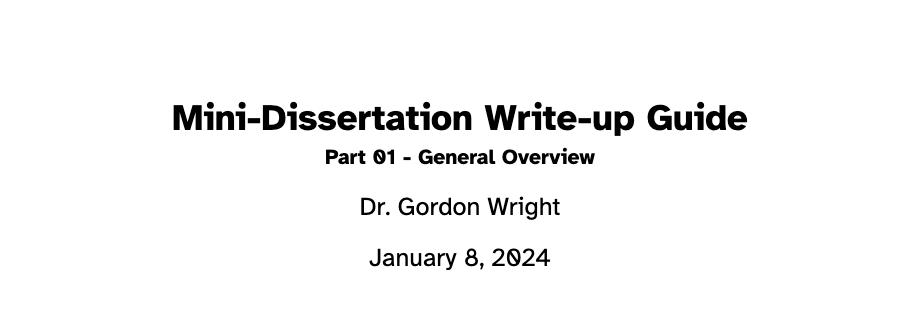 Mini-Dissertation Write-up Guide
Part 01 - General Overview
Dr. Gordon Wright
January 8, 2024